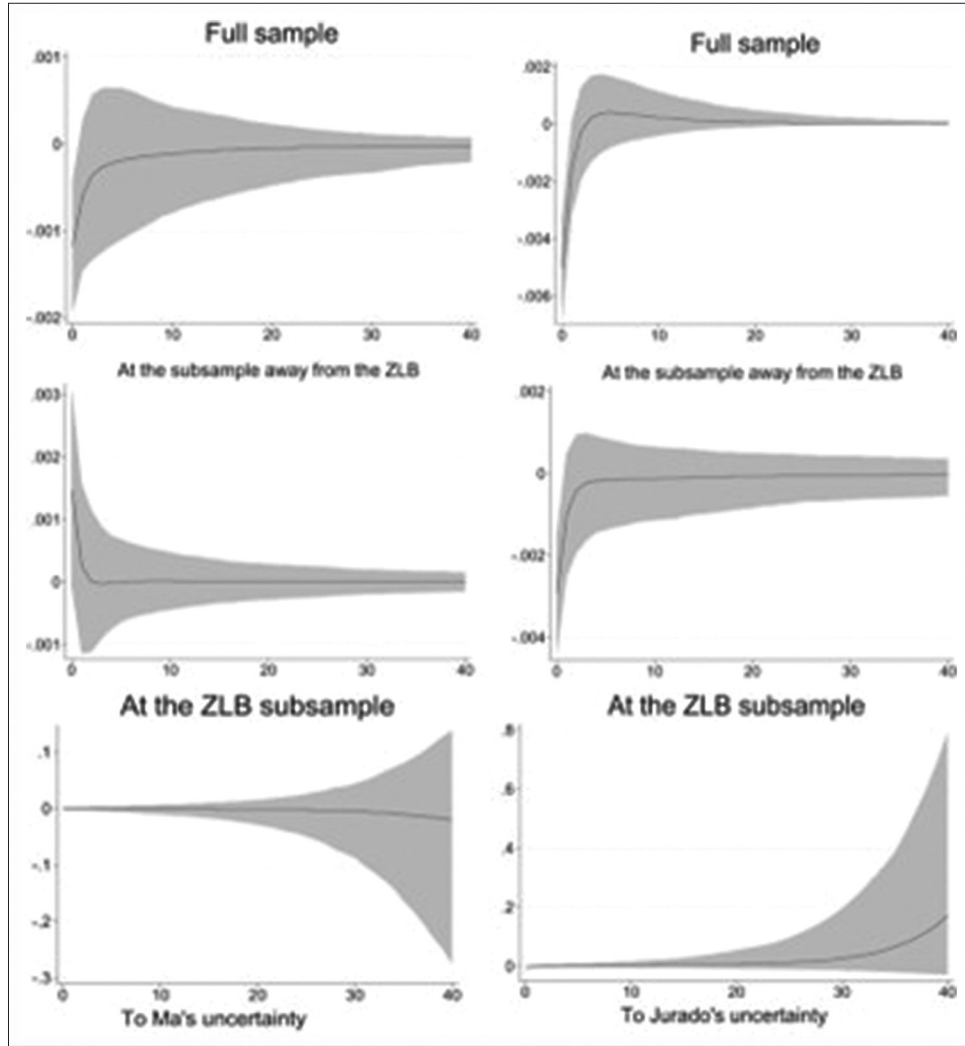 Full sample
.001
0
-.001
-.002
0 10 20 30 40
Full sample
.002
0
-.002
-.004
-.006
0 10 20 30 40
At the subsample away from the ZLB
.003
.002
.001
0
-.001
0 10 20 30 40
At the subsample away from the ZLB
.002
0
-.002
-.004
0 10 20 30 40
At the ZLB subsample
.1
0
-.1
-.2
-.3
0 10 20 30 40
To Ma's uncertainty
At the ZLB subsample
.8
.6
.4
.2
0
0 10 20 30 40
To Jurado's uncertainty